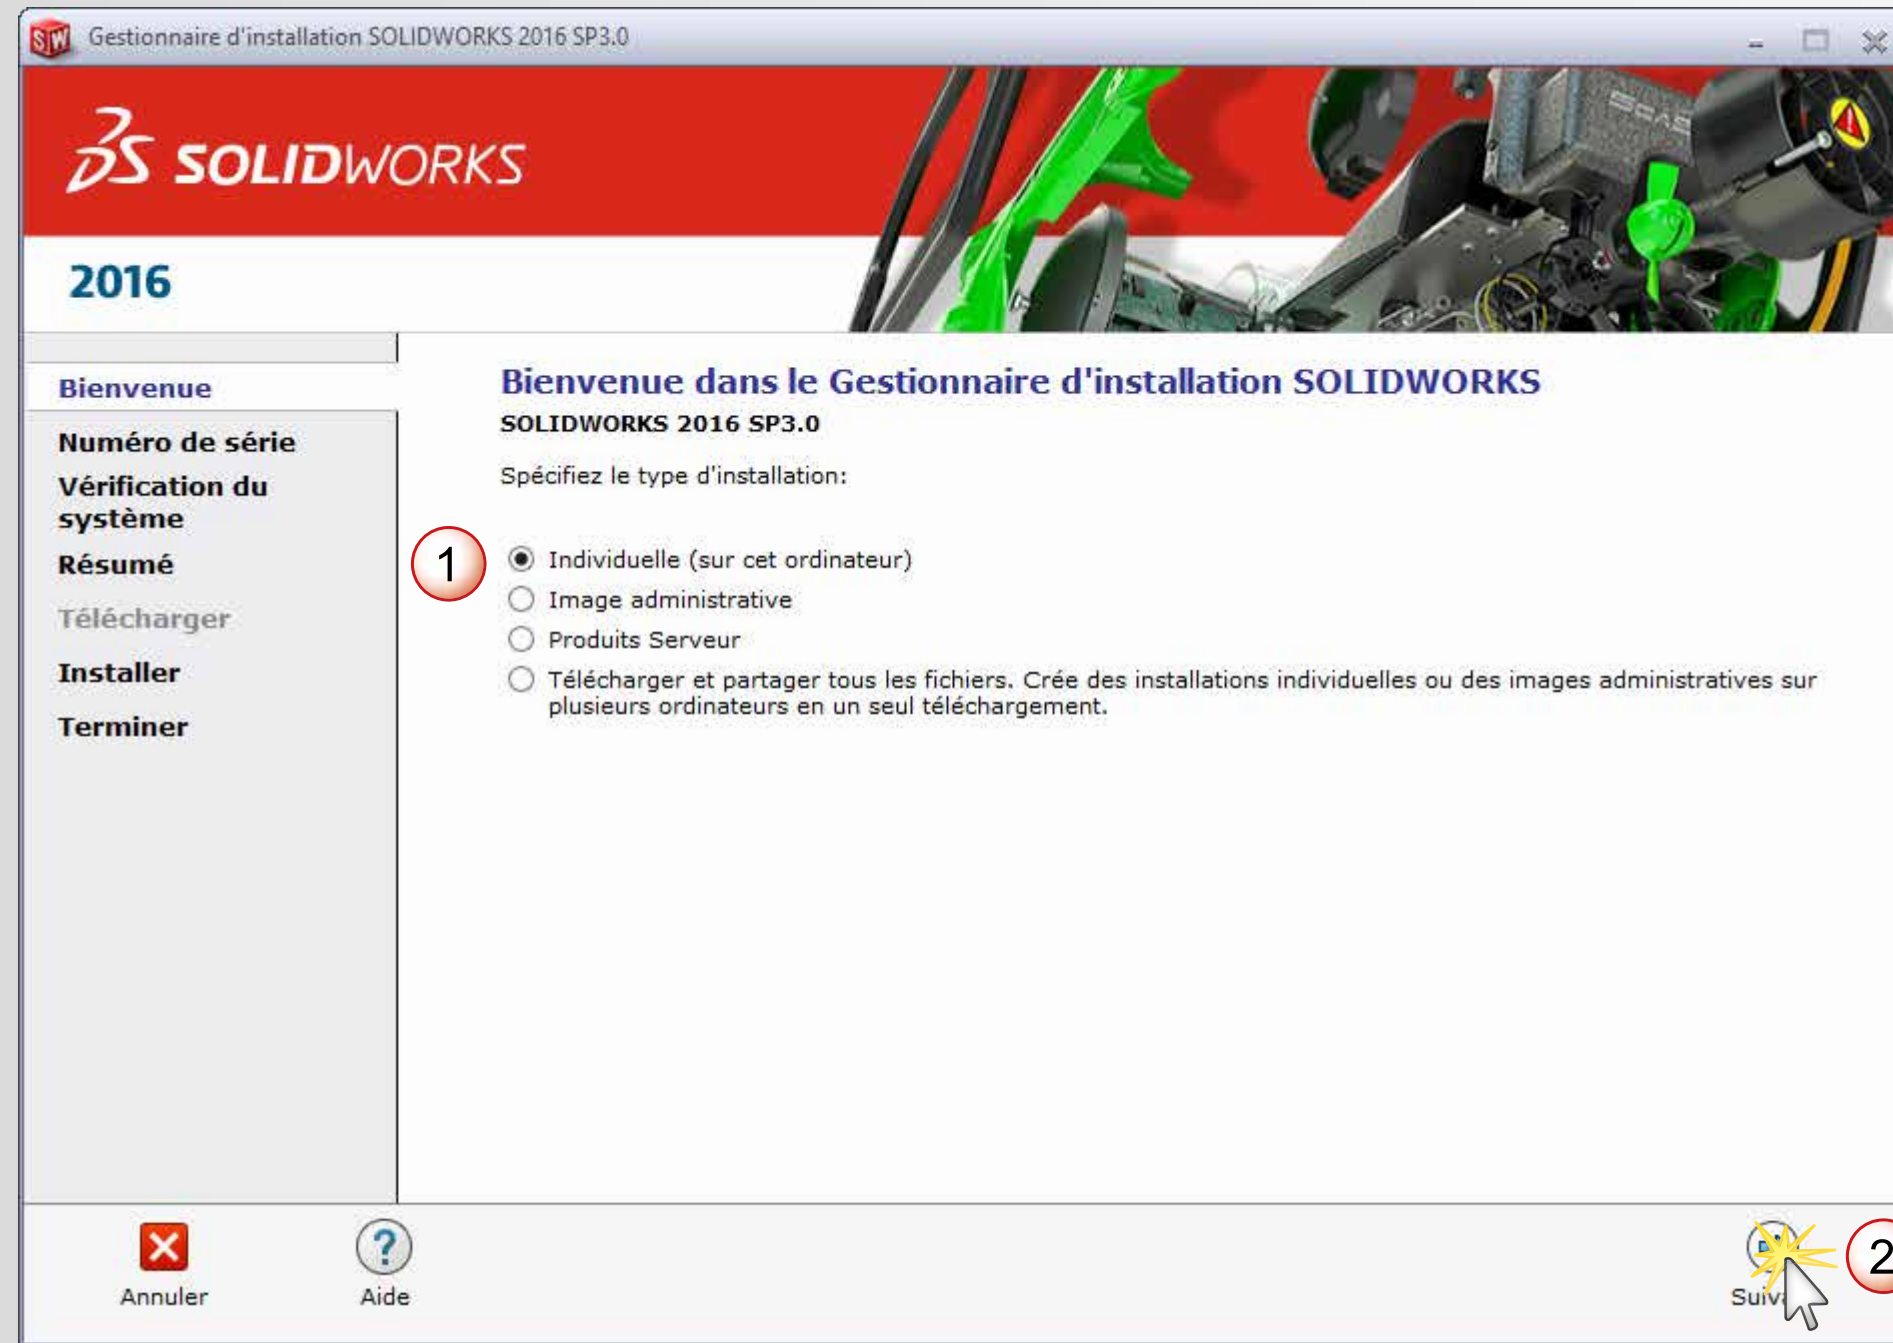 SW Gestionnaire d'installation SOLIDWORKS 2016 SP3.0
3S SOLIDWORKS
2016
Bienvenue
Numéro de série
Vérification du
système
Résumé
Télécharger
Installer
Terminer
Bienvenue dans le Gestionnaire d'installation SOLIDWORKS
SOLIDWORKS 2016 SP3.0
Spécifiez le type d'installation:
1
Individuelle (sur cet ordinateur)
Image administrative
Produits Serveur
Télécharger et partager tous les fichiers. Crée des installations individuelles ou des images administratives sur
plusieurs ordinateurs en un seul téléchargement.
Annuler
? Aide
2